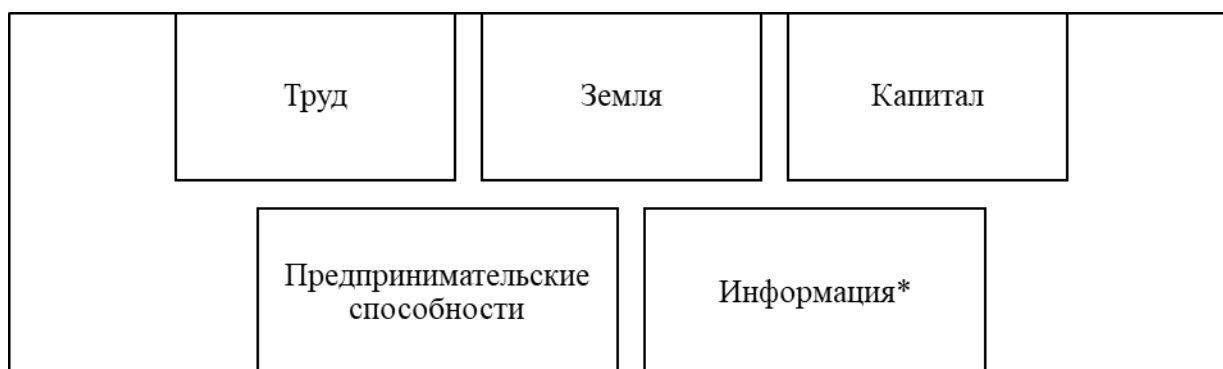 Труд
Земля
Капитал
Предпринимательские
способности
Информация*